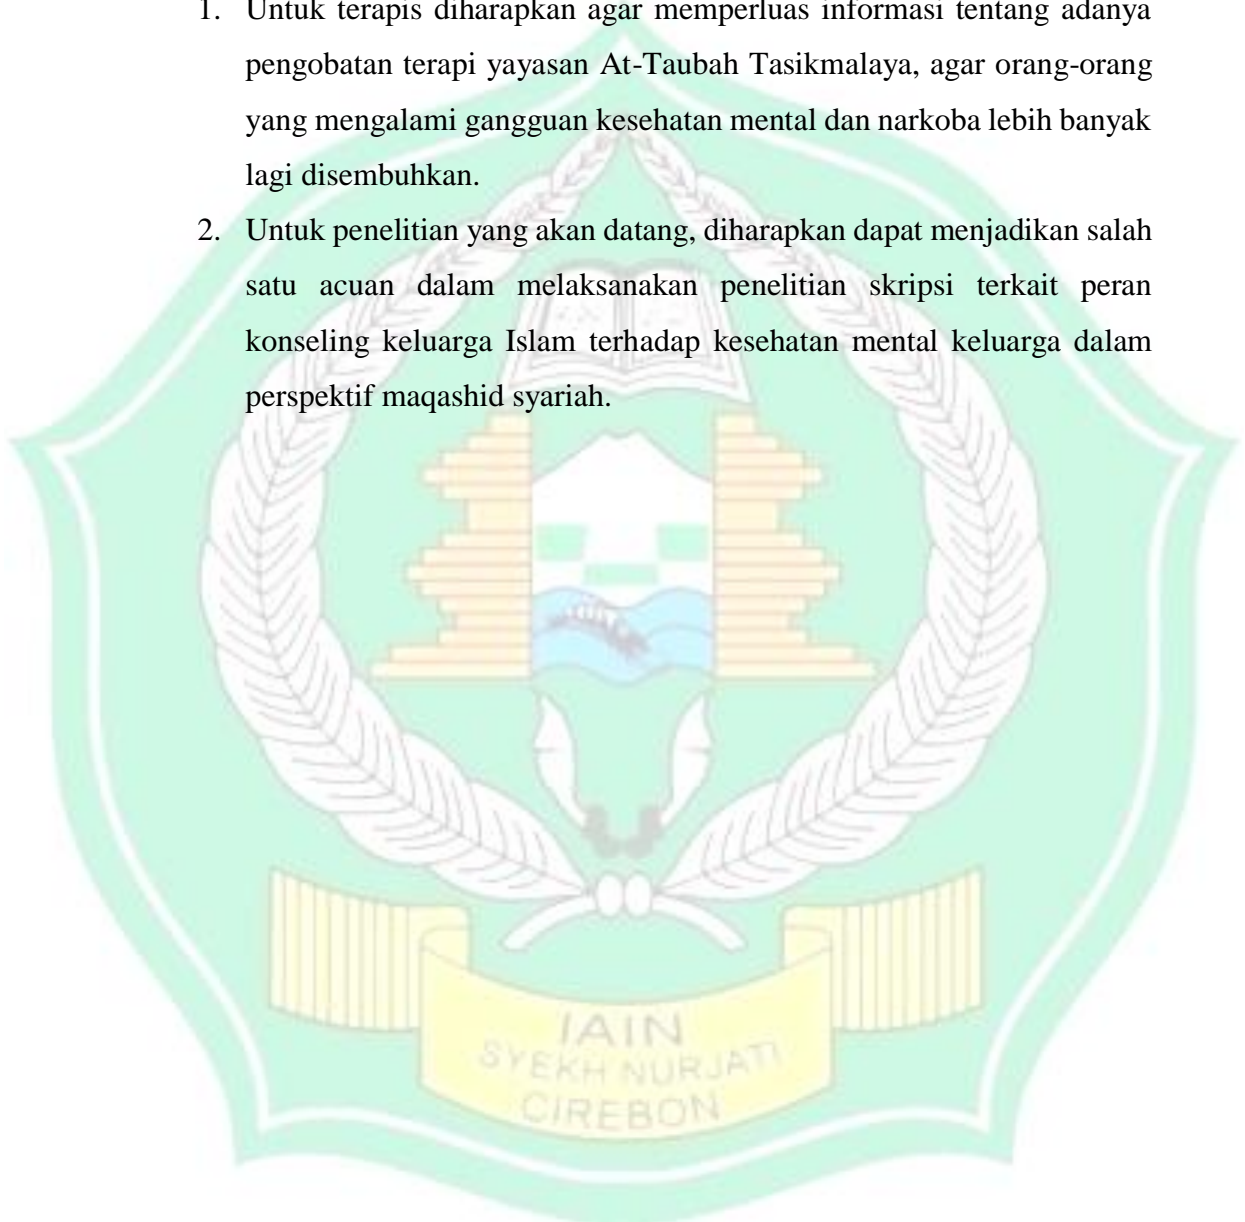 1. Untuk terapis diharapkan agar memperluas informasi tentang adanya
pengobatan terapi yayasan At-Taubah Tasikmalaya, agar orang-orang
yang mengalami gangguan kesehatan mental dan narkoba lebih banyak
lagi disembuhkan.
2. Untuk penelitian yang akan datang, diharapkan dapat menjadikan salah
satu acuan dalam melaksanakan penelitian skripsi terkait peran
konseling keluarga Islam terhadap kesehatan mental keluarga dalam
perspektif maqashid syariah.
IAIN
SYEKH NURJATI
CIREBON